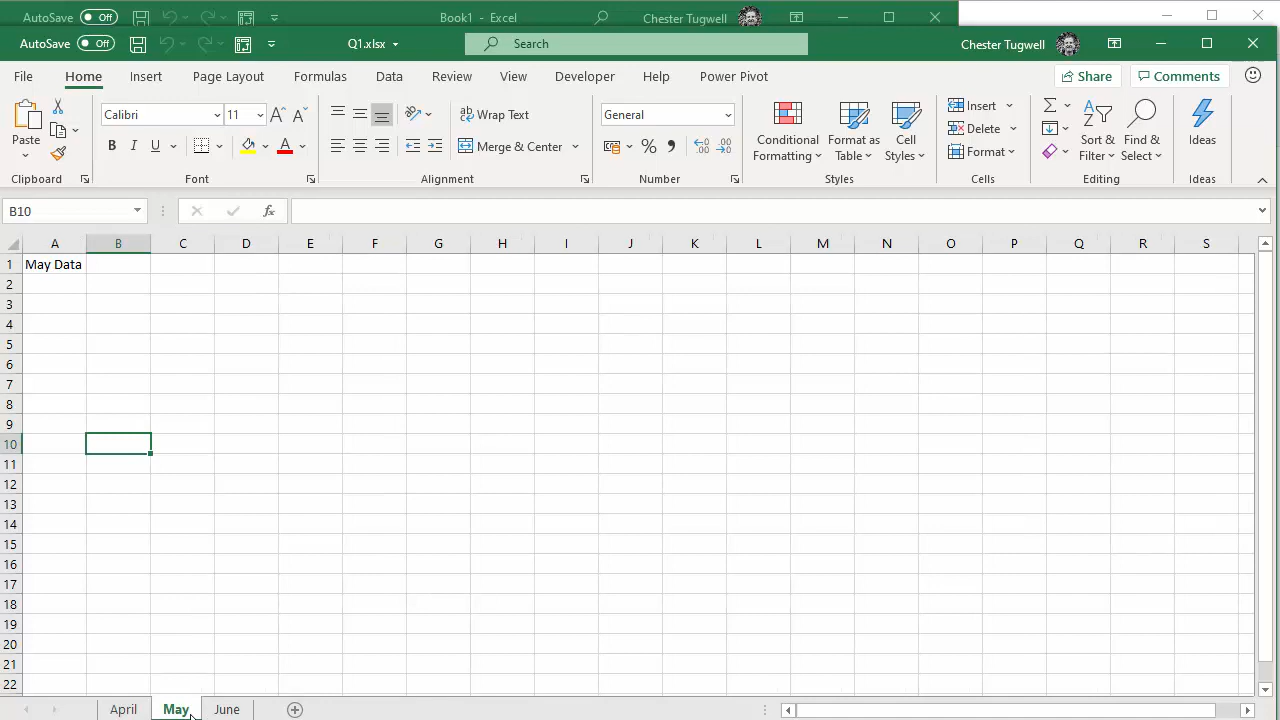 AutoSave Off Book1 - Excel Chester Tugwell
AutoSave Off Q1.xlsx Search Chester Tugwell
File Home Insert Page Layout Formulas Data Review View Developer Help Power Pivot Share Comments
Calibri 11 A^ A˅ ab Wrap Text General Insert Σ
Paste Conditional Format as Cell Delete Sort & Find & Ideas
B I U A Merge & Center % 9 .00 .00 Formatting Table Styles Format Filter Select
Clipboard Font Alignment Number Styles Cells Editing Ideas
B10 fx
A B C D E F G H I J K L M N O P Q R S
1 May Data
2
3
4
5
6
7
8
9
10
11
12
13
14
15
16
17
18
19
20
21
22
April May June